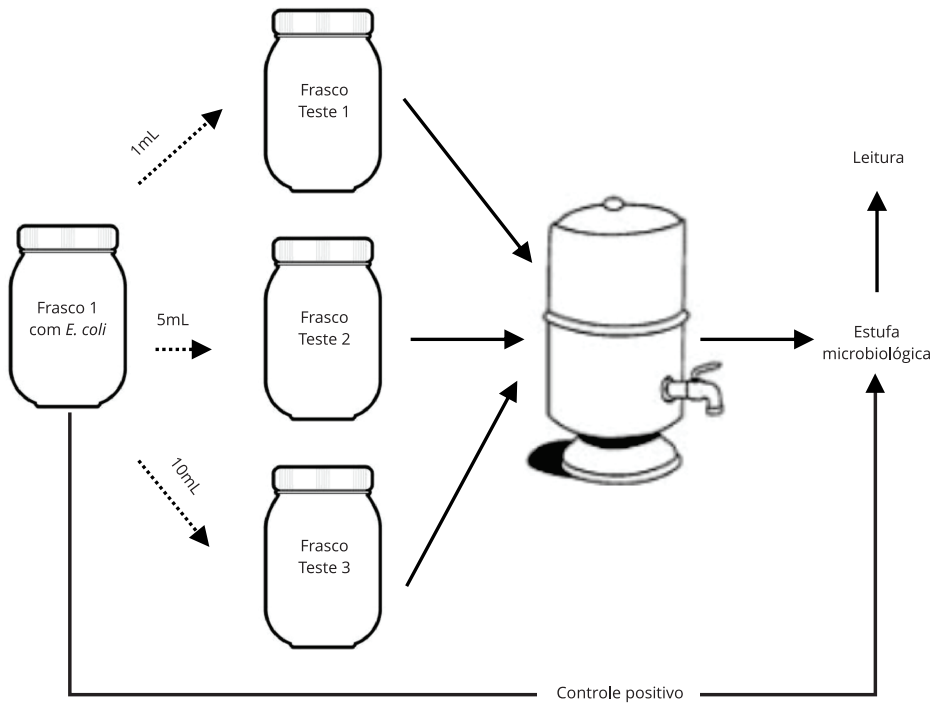 Frasco
Teste 1
1mL
Leitura
Frasco 1
com E. coli
5mL
Frasco
Teste 2
Estufa
microbiológica
10mL
Frasco
Teste 3
Controle positivo